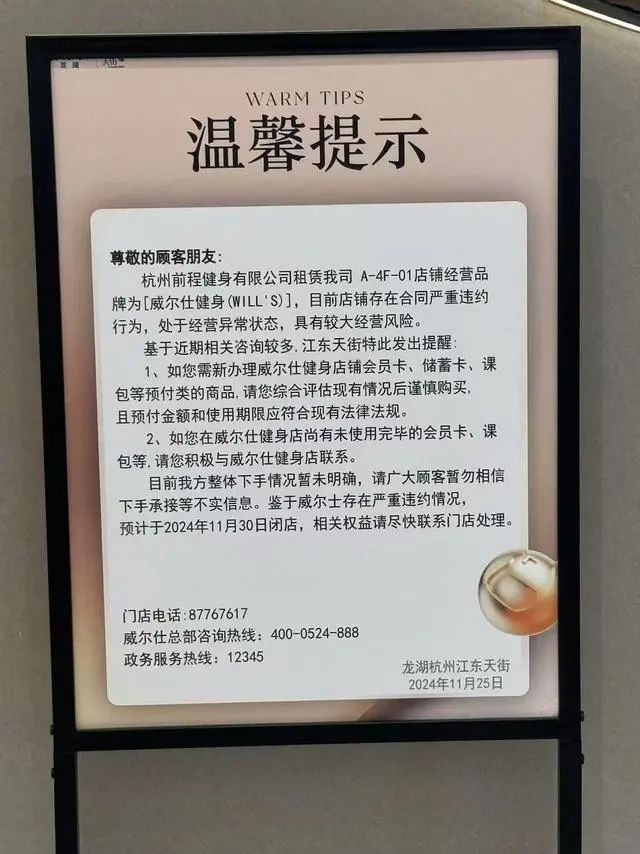 龙湖 天街
WARM TIPS
温馨提示
尊敬的顾客朋友:
杭州前程健身有限公司租赁我司 A-4F-01店铺经营品
牌为[威尔仕健身(WILL'S)], 目前店铺存在合同严重违约
行为, 处于经营异常状态, 具有较大经营风险。
基于近期相关咨询较多,江东天街特此发出提醒:
1、如您需新办理威尔仕健身店铺会员卡、储蓄卡、课
包等预付类的商品,请您综合评估现有情况后谨慎购买,
且预付金额和使用期限应符合现有法律法规。
2、如您在威尔仕健身店尚有未使用完毕的会员卡、课
包等,请您积极与威尔仕健身店联系。
目前我方整体下手情况暂未明确, 请广大顾客暂勿相信
下手承接等不实信息。鉴于威尔士存在严重违约情况,
预计于2024年11月30日闭店, 相关权益请尽快联系门店处理。
门店电话:87767617
威尔仕总部咨询热线: 400-0524-888
政务服务热线: 12345
龙湖杭州江东天街
2024年11月25日